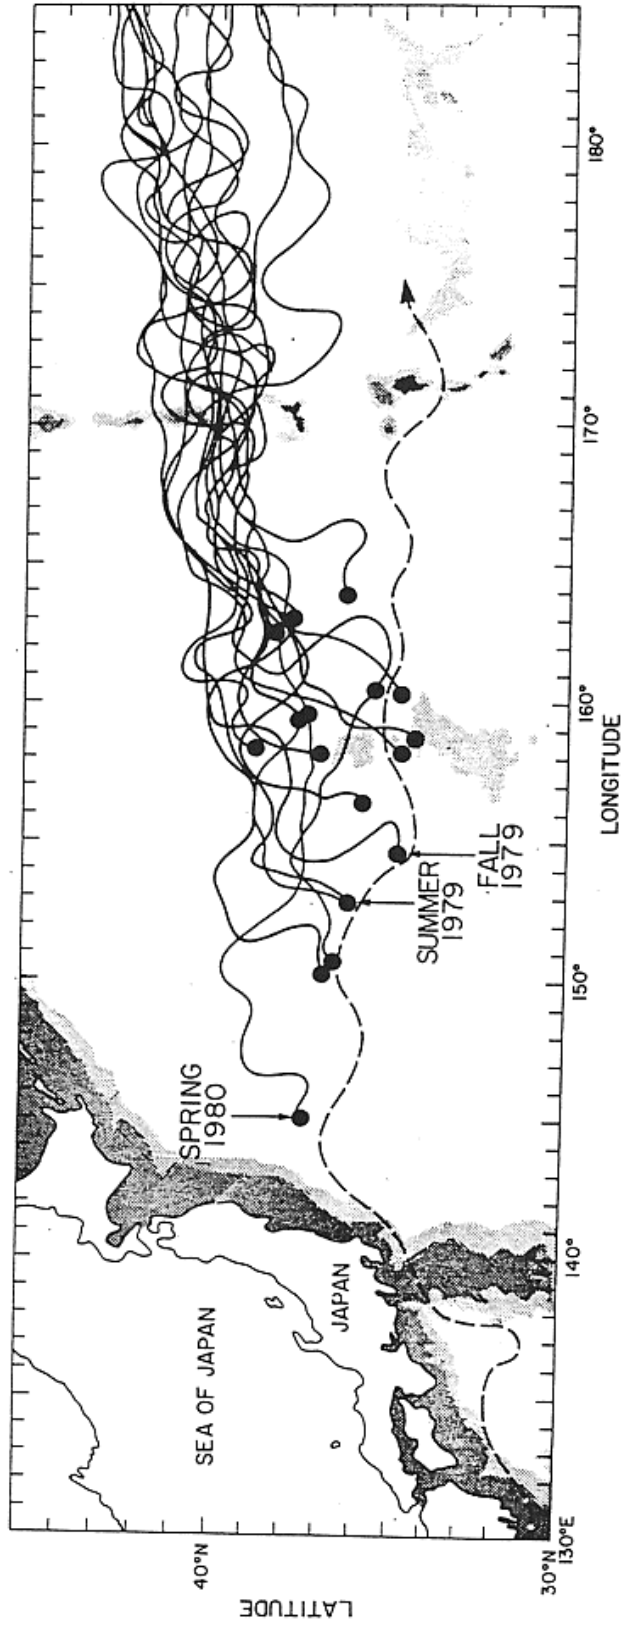 SEA OF JAPAN
JAPAN
SPRING
1980
SUMMER
1979
FALL
1979
LATITUDE
40°N
30°N
130°E
140°
150°
160°
170°
180°
LONGITUDE